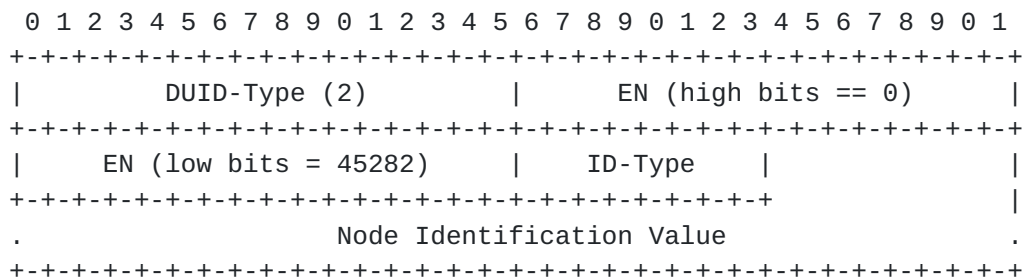 0 1 2 3 4 5 6 7 8 9 0 1 2 3 4 5 6 7 8 9 0 1 2 3 4 5 6 7 8 9 0 1
+-+-+-+-+-+-+-+-+-+-+-+-+-+-+-+-+-+-+-+-+-+-+-+-+-+-+-+-+-+-+-+-+
|         DUID-Type (2)         |       EN (high bits == 0)      |
+-+-+-+-+-+-+-+-+-+-+-+-+-+-+-+-+-+-+-+-+-+-+-+-+-+-+-+-+-+-+-+-+
|     EN (low bits = 45282)     |    ID-Type    |               |
+-+-+-+-+-+-+-+-+-+-+-+-+-+-+-+-+-+-+-+-+-+-+-+-+               |
.                    Node Identification Value                  .
+-+-+-+-+-+-+-+-+-+-+-+-+-+-+-+-+-+-+-+-+-+-+-+-+-+-+-+-+-+-+-+-+